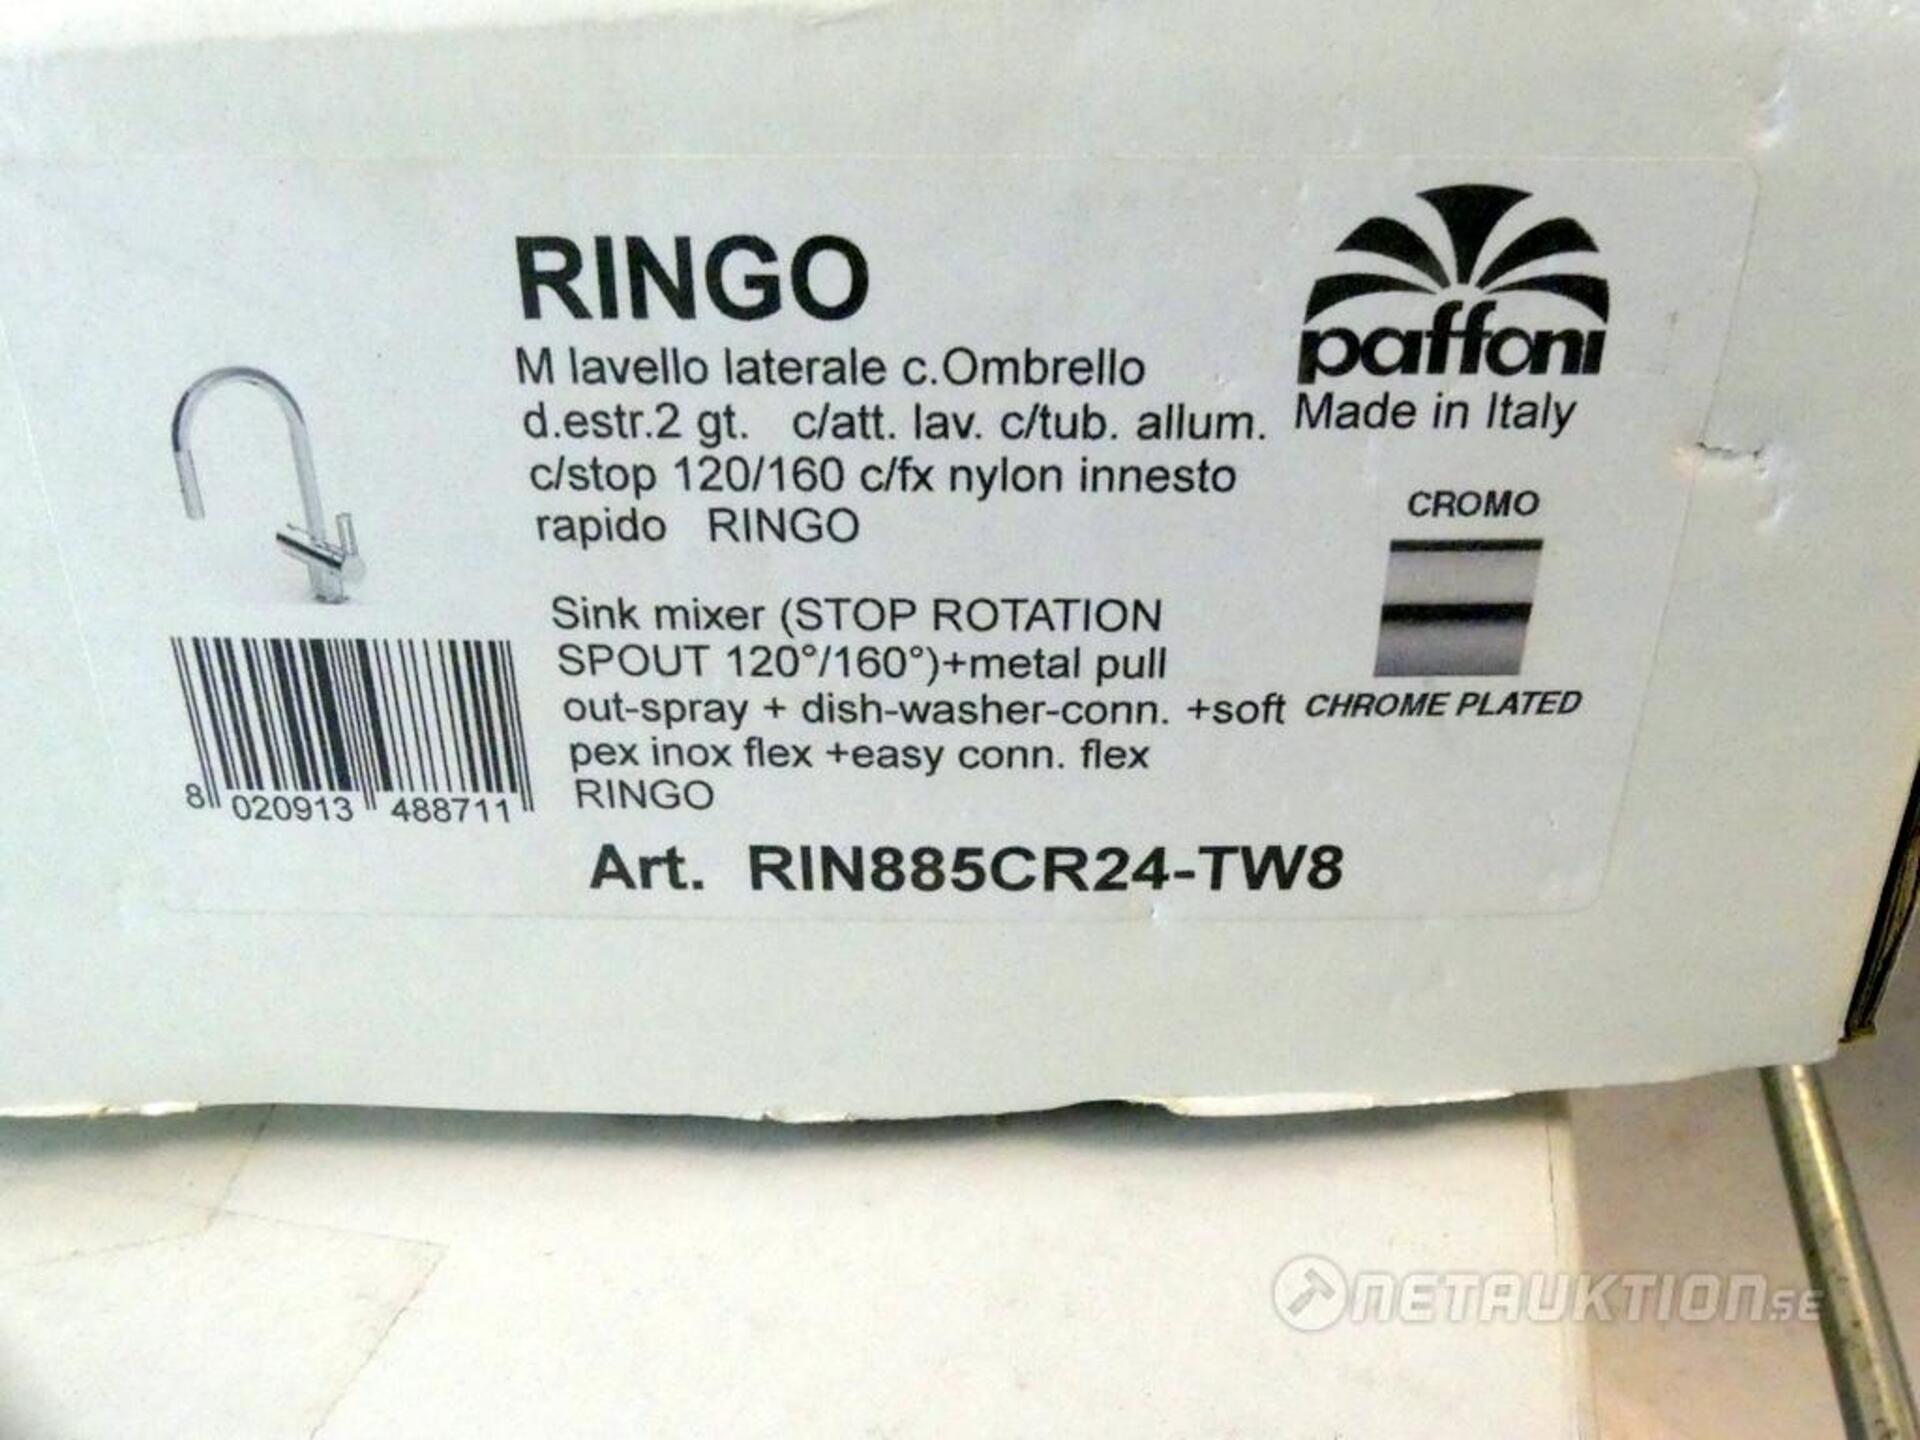 RINGO
M lavello laterale c.Ombrello
d.estr.2 gt. c/att. lav. c/tub. allum.
c/stop 120/160 c/fx nylon innesto
rapido RINGO
paffoni
Made in Italy
CROMO
CHROME PLATED
Sink mixer (STOP ROTATION
SPOUT 120°/160°)+metal pull
out-spray + dish-washer-conn. +soft
pex inox flex +easy conn. flex
RINGO
8 020913 488711
Art. RIN885CR24-TW8
NETAUKTION.SE